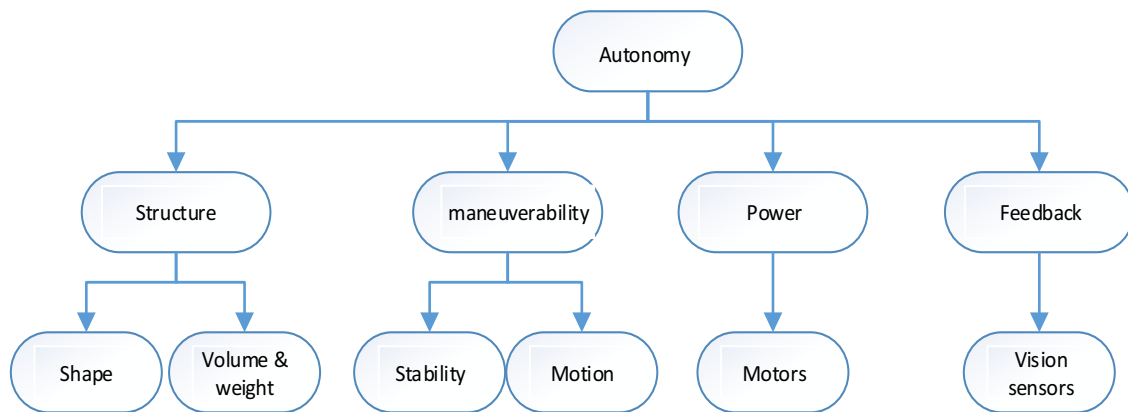 Autonomy
Structure
maneuverability
Power
Feedback
Shape
Volume &
weight
Stability
Motion
Motors
Vision
sensors